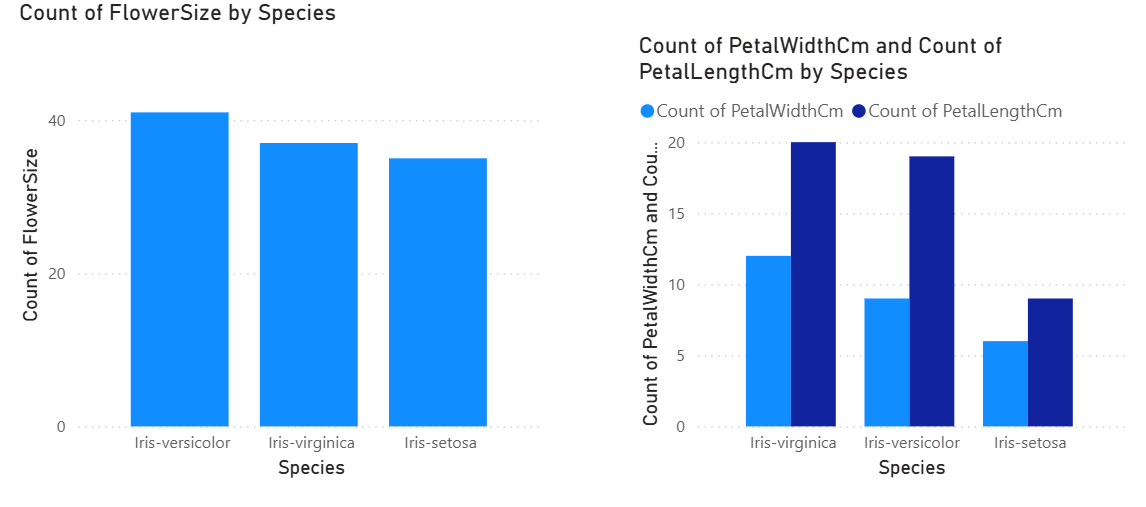 Count of FlowerSize by Species
Count of FlowerSize
40
20
0
Iris-versicolor
Iris-virginica
Iris-setosa
Species
Count of PetalWidthCm and Count of
PetalLengthCm by Species
Count of PetalWidthCm
Count of PetalLengthCm
Count of PetalWidthCm and Cou...
20
15
10
5
0
Iris-virginica
Iris-versicolor
Iris-setosa
Species